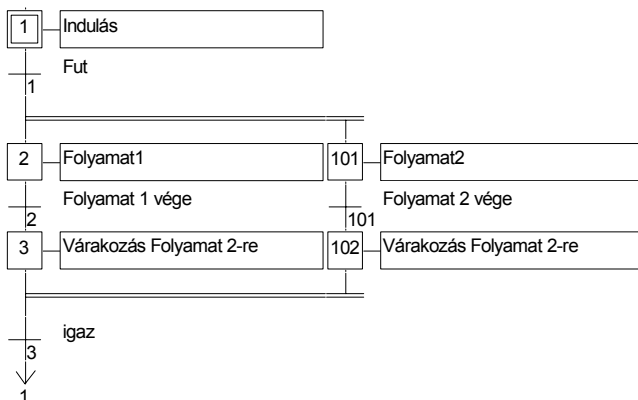 1 Indulás
Fut
1
2 Folyamat1 101 Folyamat2
Folyamat 1 vége Folyamat 2 vége
2 101
3 Várakozás Folyamat 2-re 102 Várakozás Folyamat 2-re
igaz
3
1